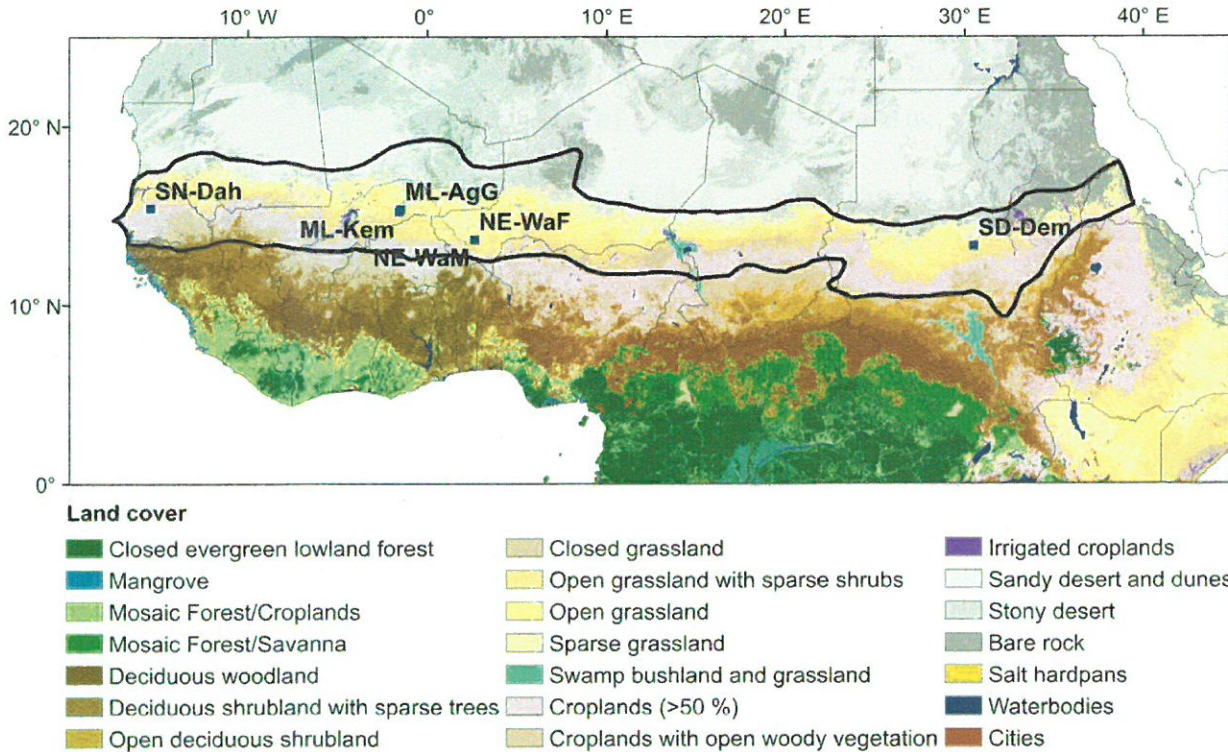 10° W 0° 10° E 20° E 30° E 40° E
20° N
SN-Dah ML-AgG
ML-Kem NE-WaF SD-Dem
NE-WaM
10° N
0°
Land cover
Closed evergreen lowland forest
Mangrove
Mosaic Forest/Croplands
Mosaic Forest/Savanna
Deciduous woodland
Deciduous shrubland with sparse trees
Open deciduous shrubland
Closed grassland
Open grassland with sparse shrubs
Open grassland
Sparse grassland
Swamp bushland and grassland
Croplands (>50 %)
Croplands with open woody vegetation
Irrigated croplands
Sandy desert and dunes
Stony desert
Bare rock
Salt hardpans
Waterbodies
Cities